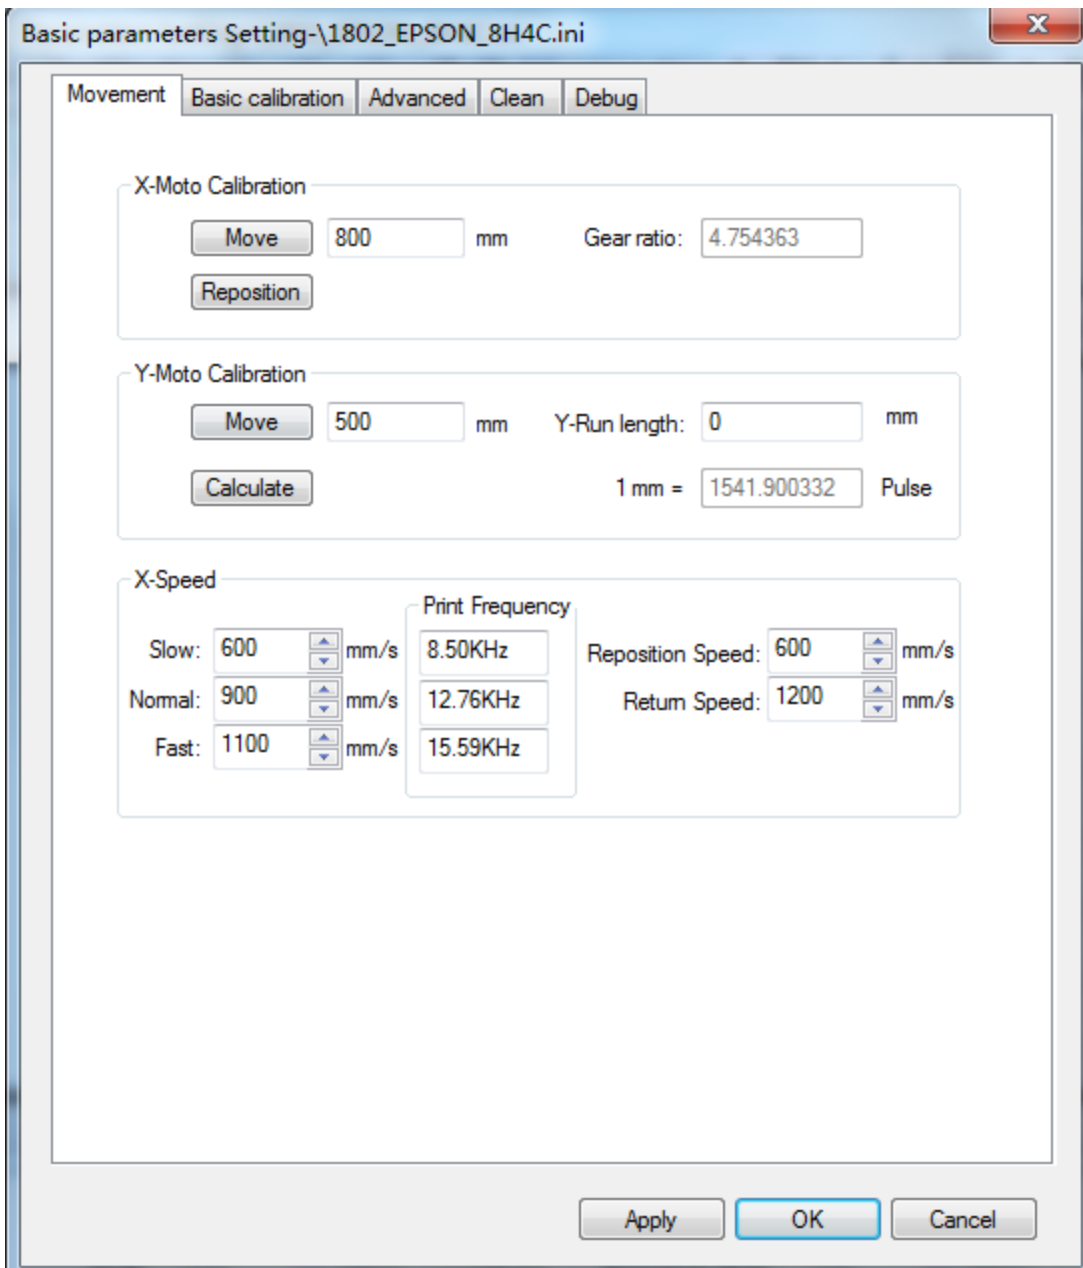 Basic parameters Setting-\1802_EPSON_8H4C.ini
x
Movement Basic calibration Advanced Clean Debug
X-Moto Calibration
Move 800 mm Gear ratio: 4.754363
Reposition
Y-Moto Calibration
Move 500 mm Y-Run length: 0 mm
Calculate 1 mm = 1541.900332 Pulse
X-Speed
Print Frequency
Slow: 600 mm/s 8.50KHz Reposition Speed: 600 mm/s
Normal: 900 mm/s 12.76KHz Return Speed: 1200 mm/s
Fast: 1100 mm/s 15.59KHz
Apply OK Cancel